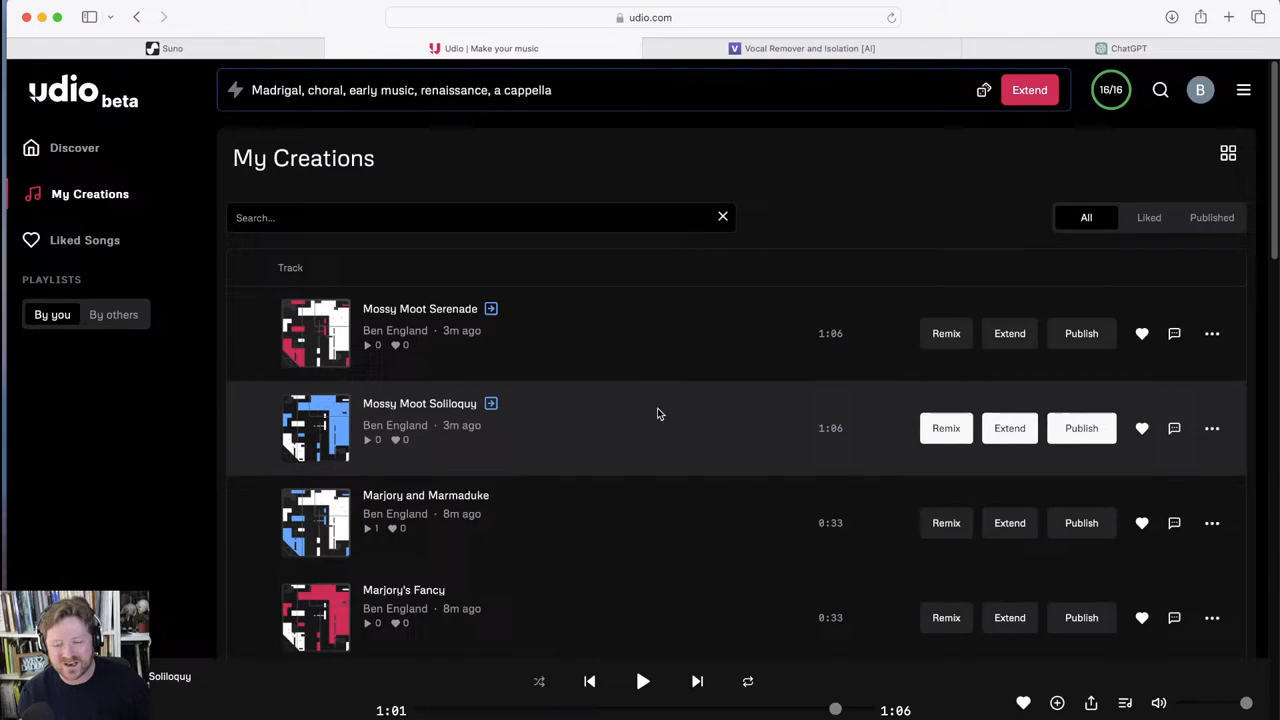 udio.com
Suno
Udio | Make your music
Vocal Remover and Isolation [AI]
ChatGPT
udio beta
Madrigal, choral, early music, renaissance, a cappella
Extend
16/16
B
Discover
My Creations
Liked Songs
PLAYLISTS
By you
By others
My Creations
Search...
All
Liked
Published
Track
Mossy Moot Serenade
Ben England · 3m ago
0 0
1:06
Remix
Extend
Publish
Mossy Moot Soliloquy
Ben England · 3m ago
0 0
1:06
Remix
Extend
Publish
Marjory and Marmaduke
Ben England · 8m ago
1 0
0:33
Remix
Extend
Publish
Marjory's Fancy
Ben England · 8m ago
0 0
0:33
Remix
Extend
Publish
Soliloquy
1:01
1:06